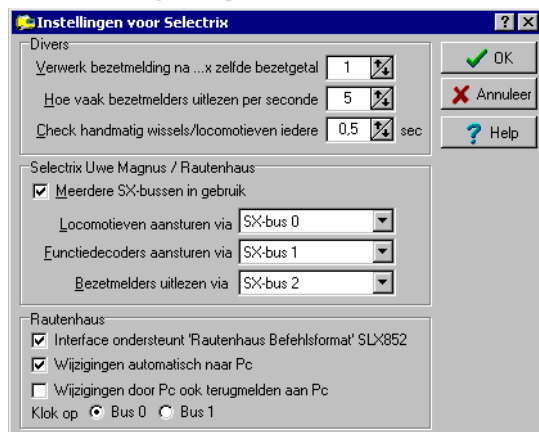 Instellingen voor Selectrix
Divers
Verwerk bezetmelding na ...x zelfde bezetgetal 1
Hoe vaak bezetmelders uitlezen per seconde 5
Check handmatig wissels/locomotieven iedere 0,5 sec
OK
Annuleer
Help
Selectrix Uwe Magnus / Rautenhaus
Meerdere SX-bussen in gebruik
Locomotieven aansturen via SX-bus 0
Functiedecoders aansturen via SX-bus 1
Bezetmelders uitlezen via SX-bus 2
Rautenhaus
Interface ondersteunt 'Rautenhaus Befehlsformat' SLX852
Wijzigingen automatisch naar Pc
Wijzigingen door Pc ook terugmelden aan Pc
Klok op Bus 0 Bus 1